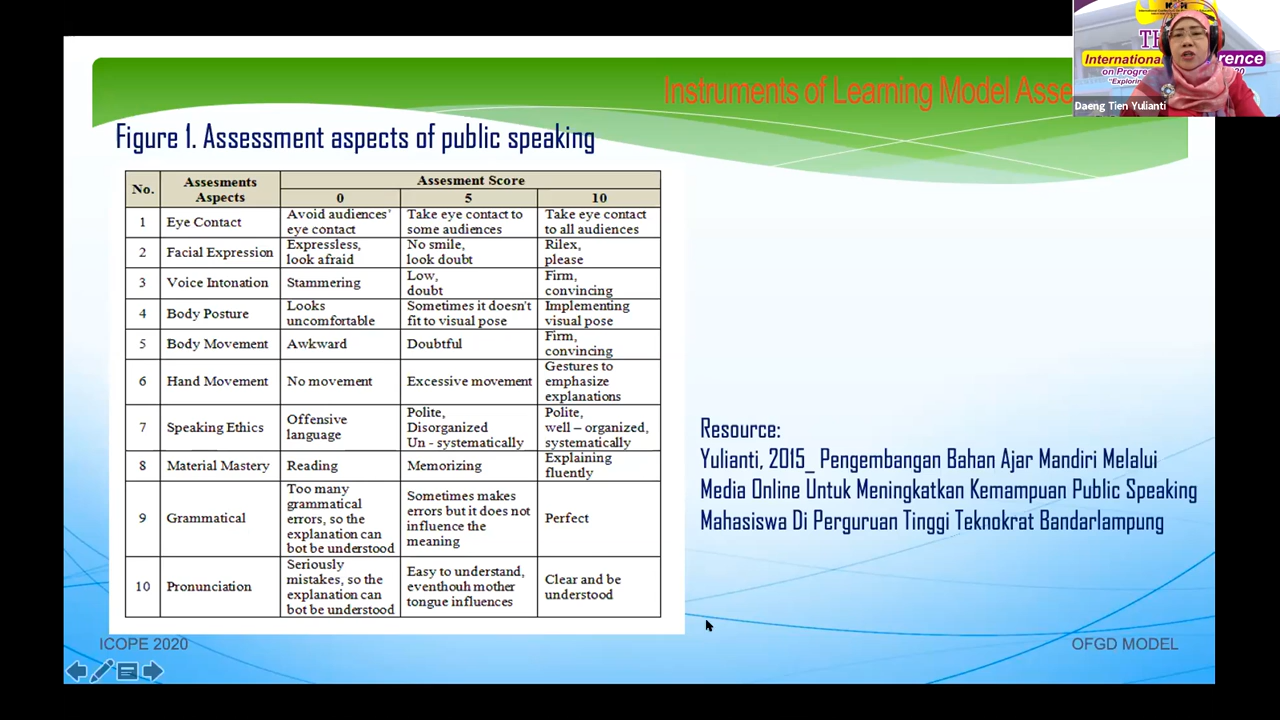 Instruments of Learning Model Asse
TH
International rence
on Progre 20
"Explorin
Daeng Tien Yulianti
Figure 1. Assessment aspects of public speaking
No. Assesments Aspects Assesment Score
0 5 10
1 Eye Contact Avoid audiences' eye contact Take eye contact to some audiences Take eye contact to all audiences
2 Facial Expression Expressless, look afraid No smile, look doubt Rilex, please
3 Voice Intonation Stammering Low, doubt Firm, convincing
4 Body Posture Looks uncomfortable Sometimes it doesn't fit to visual pose Implementing visual pose
5 Body Movement Awkward Doubtful Firm, convincing
6 Hand Movement No movement Excessive movement Gestures to emphasize explanations
7 Speaking Ethics Offensive language Polite, Disorganized Un - systematically Polite, well – organized, systematically
8 Material Mastery Reading Memorizing Explaining fluently
9 Grammatical Too many grammatical errors, so the explanation can bot be understood Sometimes makes errors but it does not influence the meaning Perfect
10 Pronunciation Seriously mistakes, so the explanation can bot be understood Easy to understand, eventhouh mother tongue influences Clear and be understood
Resource:
Yulianti, 2015_ Pengembangan Bahan Ajar Mandiri Melalui
Media Online Untuk Meningkatkan Kemampuan Public Speaking
Mahasiswa Di Perguruan Tinggi Teknokrat Bandarlampung
ICOPE 2020
OFGD MODEL